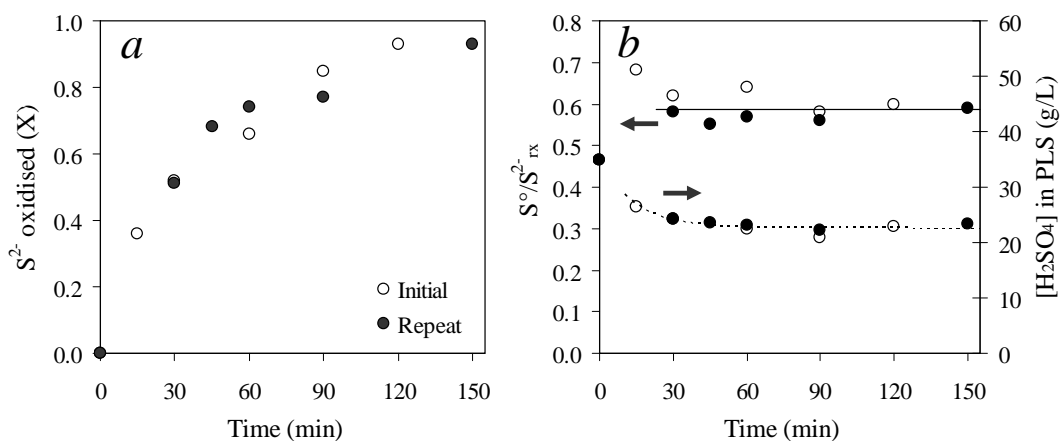 a
1.0
0.8
0.6
0.4
0.2
0.0
S²⁻ oxidised (X)
Initial
Repeat
0 30 60 90 120 150
Time (min)
b
0.8
0.7
0.6
0.5
0.4
0.3
0.2
0.1
0.0
S°/S²⁻rx
60
50
40
30
20
10
0
[H₂SO₄] in PLS (g/L)
0 30 60 90 120 150
Time (min)